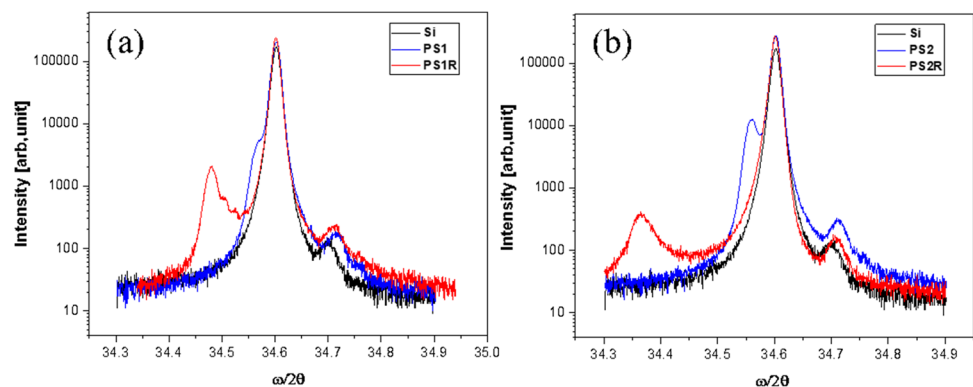 (a)
Si
PS1
PS1R
Intensity [arb,unit]
100000
10000
1000
100
10
34.3 34.4 34.5 34.6 34.7 34.8 34.9 35.0
ω/2θ
(b)
Si
PS2
PS2R
Intensity [arb,unit]
100000
10000
1000
100
10
34.3 34.4 34.5 34.6 34.7 34.8 34.9
ω/2θ